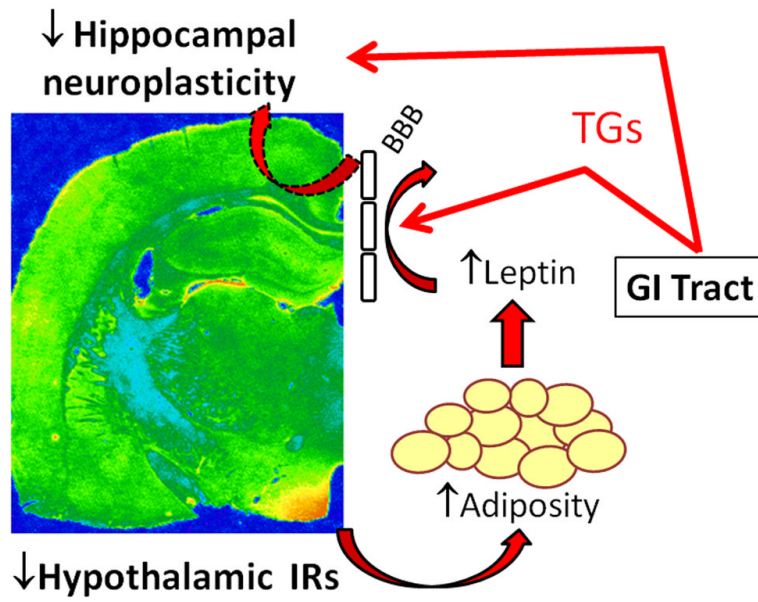 ↓ Hippocampal
neuroplasticity
BBB
TGs
↑Leptin
GI Tract
↑Adiposity
↓Hypothalamic IRs